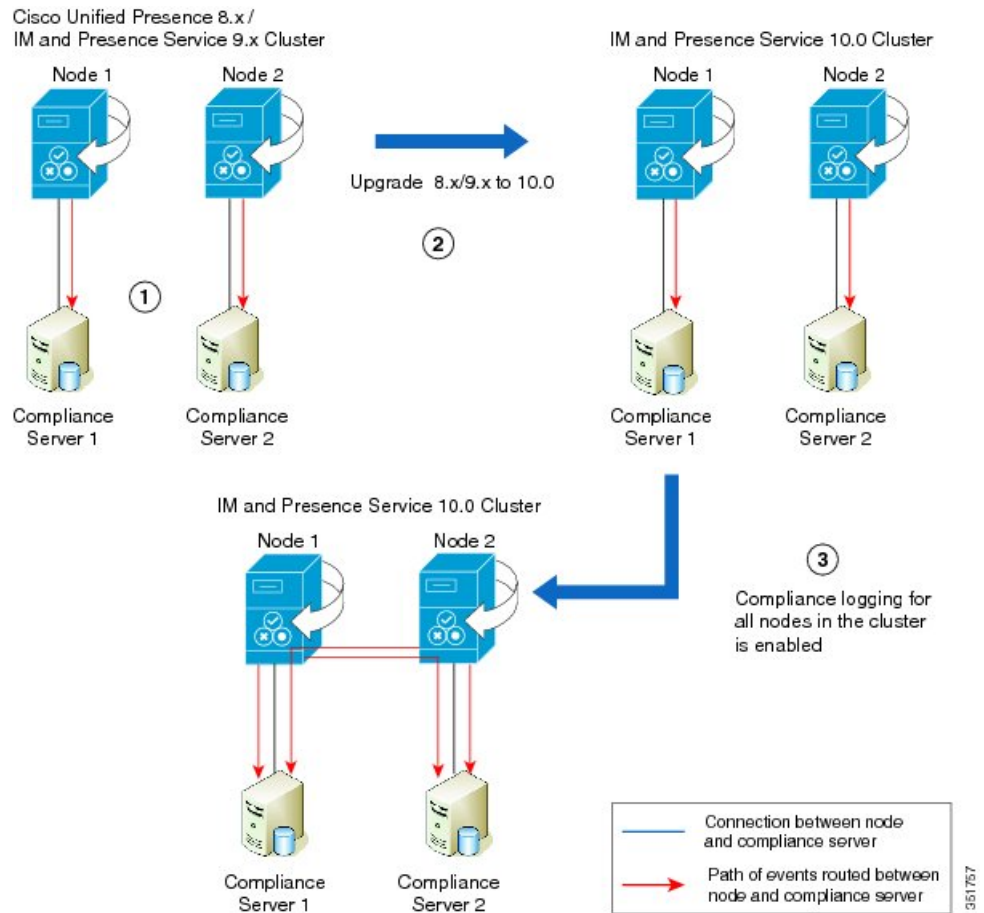 Cisco Unified Presence 8.x /
IM and Presence Service 9.x Cluster
Node 1
Node 2
IM and Presence Service 10.0 Cluster
Node 1
Node 2
Upgrade 8.x/9.x to 10.0
2
1
Compliance
Server 1
Compliance
Server 2
Compliance
Server 1
Compliance
Server 2
IM and Presence Service 10.0 Cluster
Node 1
Node 2
3
Compliance logging for
all nodes in the cluster
is enabled
Compliance
Server 1
Compliance
Server 2
Connection between node
and compliance server
Path of events routed between
node and compliance server
351757